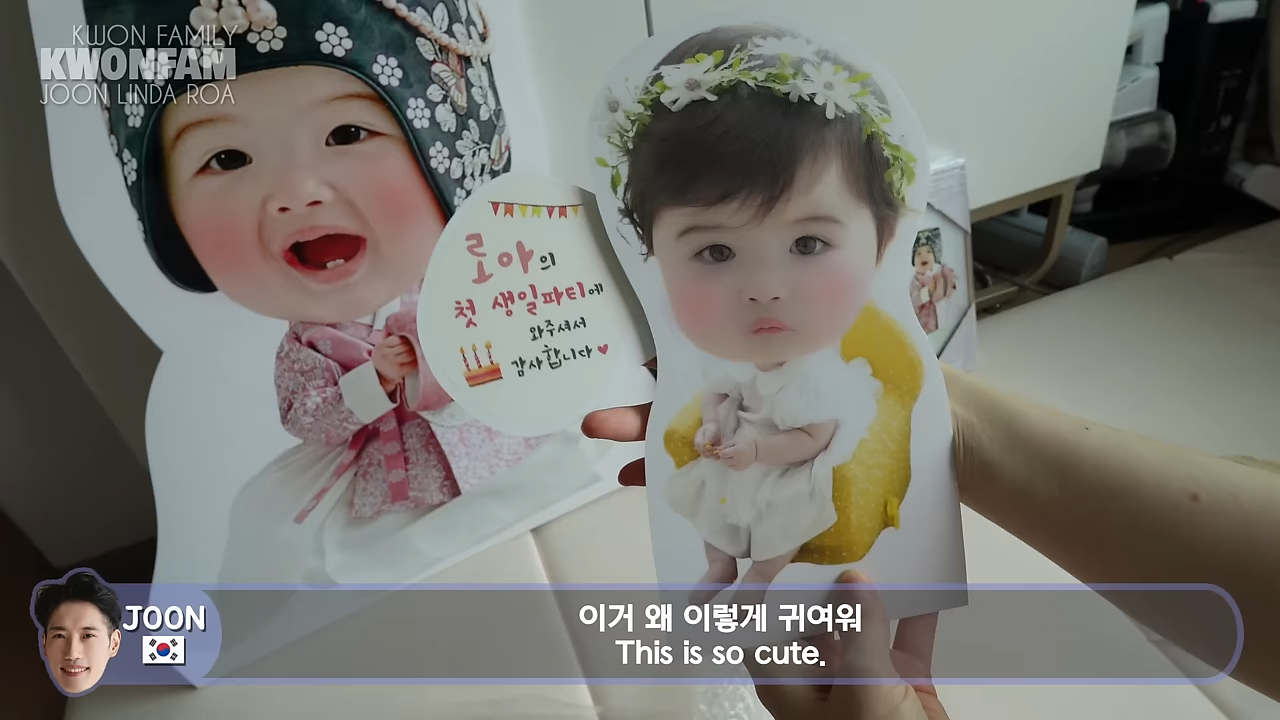 KWON FAMILY
KWONFAM
JOON LINDA ROA
로아의
첫 생일파티에
와주셔서
감사합니다
JOON
이거 왜 이렇게 귀여워
This is so cute.